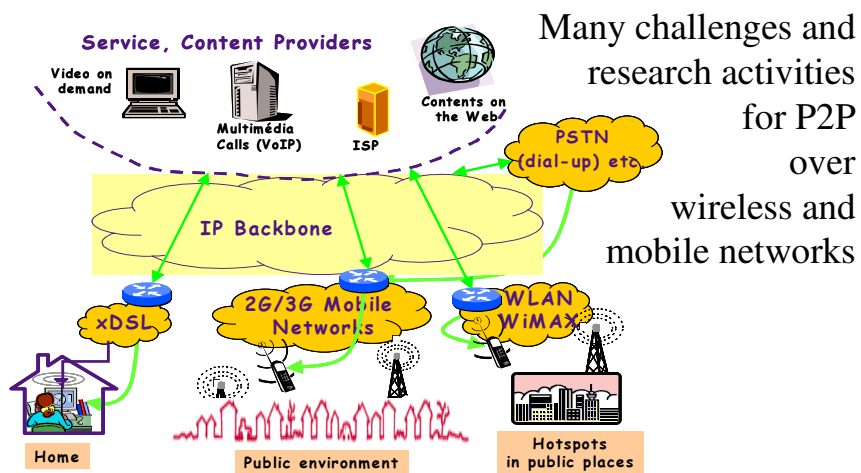 Many challenges and
research activities
for P2P
over
wireless and
mobile networks
Service, Content Providers
Video on
demand
Multimédia
Calls (VoIP)
ISP
Contents on
the Web
PSTN
(dial-up) etc
IP Backbone
xDSL
2G/3G Mobile
Networks
WLAN
WiMAX
Home
Public environment
Hotspots
in public places